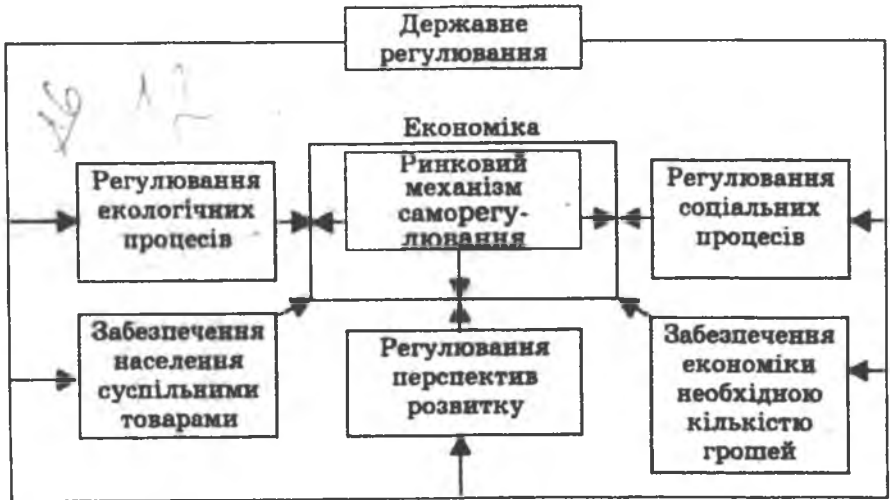 Державне
регулювання
Економіка
Регулювання
екологічних
процесів
Ринковий
механізм
саморегу-
лювання
Регулювання
соціальних
процесів
Забезпечення
населення
суспільними
товарами
Регулювання
перспектив
розвитку
Забезпечення
економіки
необхідною
кількістю
грошей